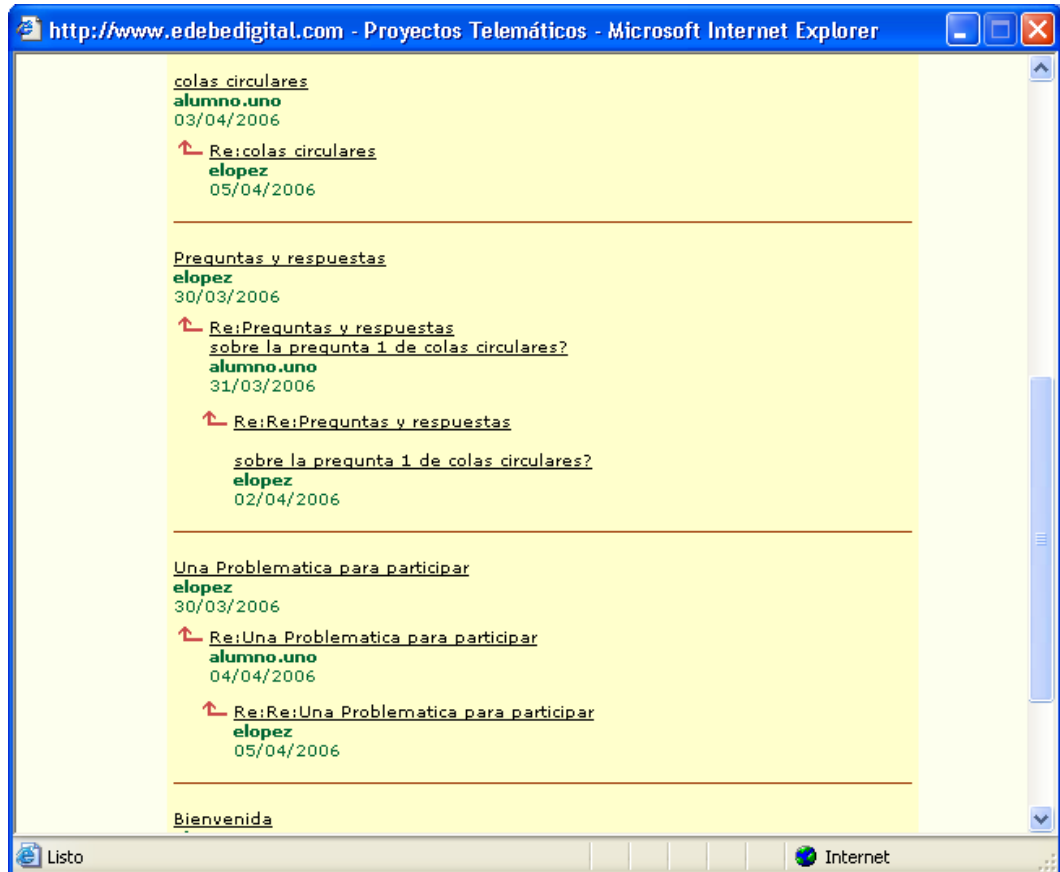 http://www.edebedigital.com - Proyectos Telemáticos - Microsoft Internet Explorer
colas circulares
alumno.uno
03/04/2006
Re:colas circulares
elopez
05/04/2006
Preguntas y respuestas
elopez
30/03/2006
Re:Preguntas y respuestas
sobre la pregunta 1 de colas circulares?
alumno.uno
31/03/2006
Re:Re:Preguntas y respuestas
sobre la pregunta 1 de colas circulares?
elopez
02/04/2006
Una Problematica para participar
elopez
30/03/2006
Re:Una Problematica para participar
alumno.uno
04/04/2006
Re:Re:Una Problematica para participar
elopez
05/04/2006
Bienvenida
Listo
Internet